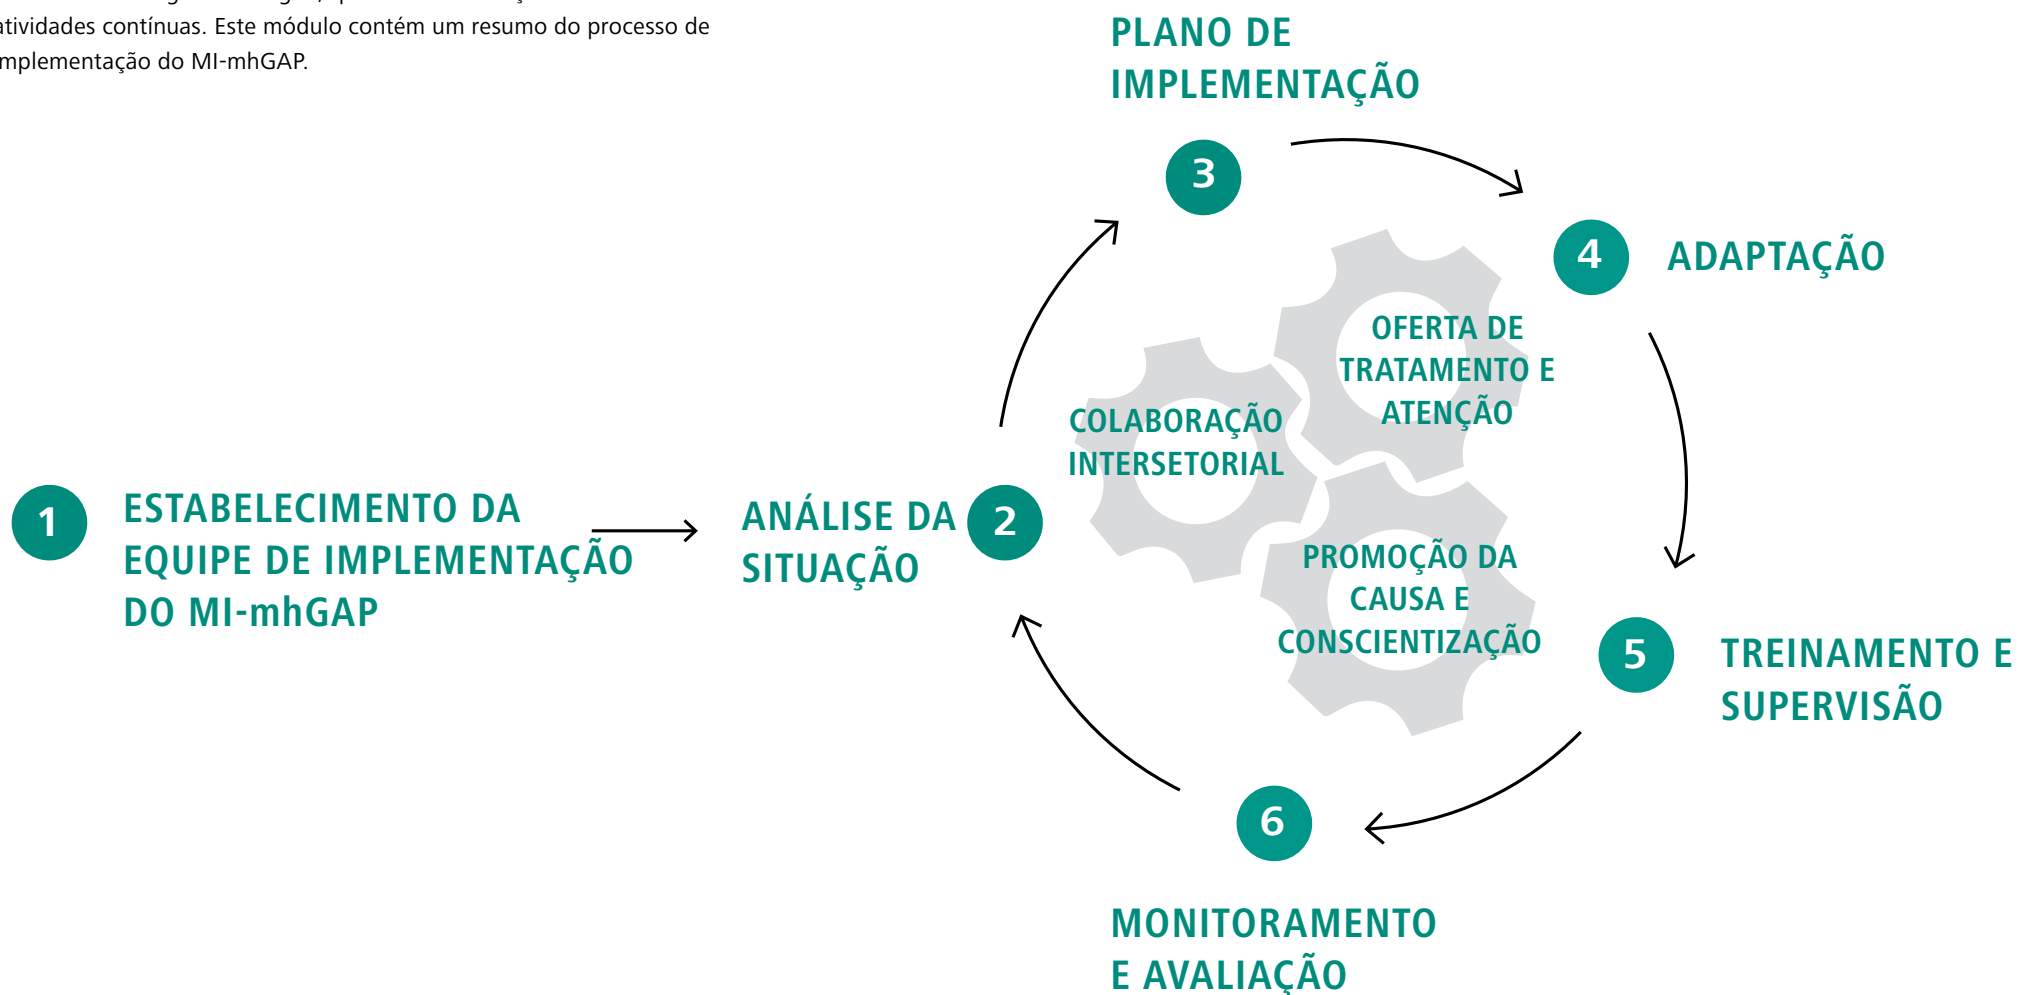 atividades contínuas. Este módulo contém um resumo do processo de
implementação do MI-mhGAP.
1
ESTABELECIMENTO DA
EQUIPE DE IMPLEMENTAÇÃO
DO MI-mhGAP
ANÁLISE DA
SITUAÇÃO
2
PLANO DE
IMPLEMENTAÇÃO
3
4
ADAPTAÇÃO
5
TREINAMENTO E
SUPERVISÃO
6
MONITORAMENTO
E AVALIAÇÃO
COLABORAÇÃO
INTERSETORIAL
OFERTA DE
TRATAMENTO E
ATENÇÃO
PROMOÇÃO DA
CAUSA E
CONSCIENTIZAÇÃO